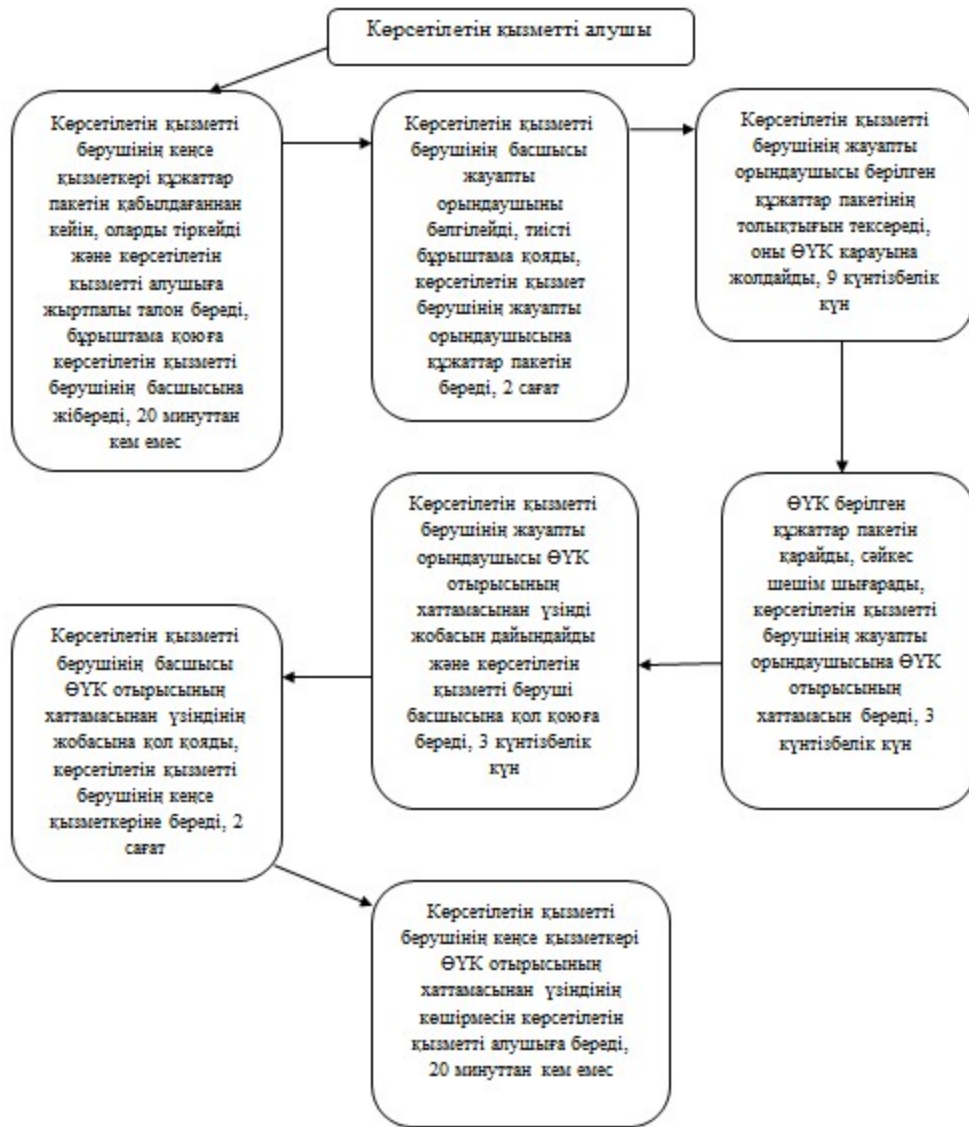 Көрсетілетін қызметті алушы
Көрсетілетін қызметті
берушінің кеңсе
қызметкері құжаттар
пакетін қабылдағаннан
кейін, оларды тіркейді
және көрсетілетін
қызметті алушыға
жыртпалы талон береді,
бұрыштама қоюға
көрсетілетін қызметті
берушінің басшысына
жібереді, 20 минуттан
кем емес
Көрсетілетін қызметті
берушінің басшысы
жауапты
орындаушыны
белгілейді, тиісті
бұрыштама қояды,
көрсетілетін қызмет
берушінің жауапты
орындаушысына
құжаттар пакетін
береді, 2 сағат
Көрсетілетін қызметті
берушінің жауапты
орындаушысы берілген
құжаттар пакетінің
толықтығын тексереді,
оны ӨҮК карауына
жолдайды, 9 күнтізбелік
күн
ӨҮК берілген
құжаттар пакетін
қарайды, сәйкес
шешім шығарады,
көрсетілетін қызметті
берушінің жауапты
орындаушысына ӨҮК
отырысының
хаттамасын береді, 3
күнтізбелік күн
Көрсетілетін қызметті
берушінің жауапты
орындаушысы ӨҮК
отырысының
хаттамасынан үзінді
жобасын дайындайды
және көрсетілетін
қызметті беруші
басшысына қол қоюға
береді, 3 күнтізбелік
күн
Көрсетілетін қызметті
берушінің басшысы
ӨҮК отырысының
хаттамасынан үзіндінің
жобасына қол қояды,
көрсетілетін қызметті
берушінің кеңсе
қызметкеріне береді, 2
сағат
Көрсетілетін қызметті
берушінің кеңсе қызметкері
ӨҮК отырысының
хаттамасынан үзіндінің
көшірмесін көрсетілетін
қызметті алушыға береді,
20 минуттан кем емес